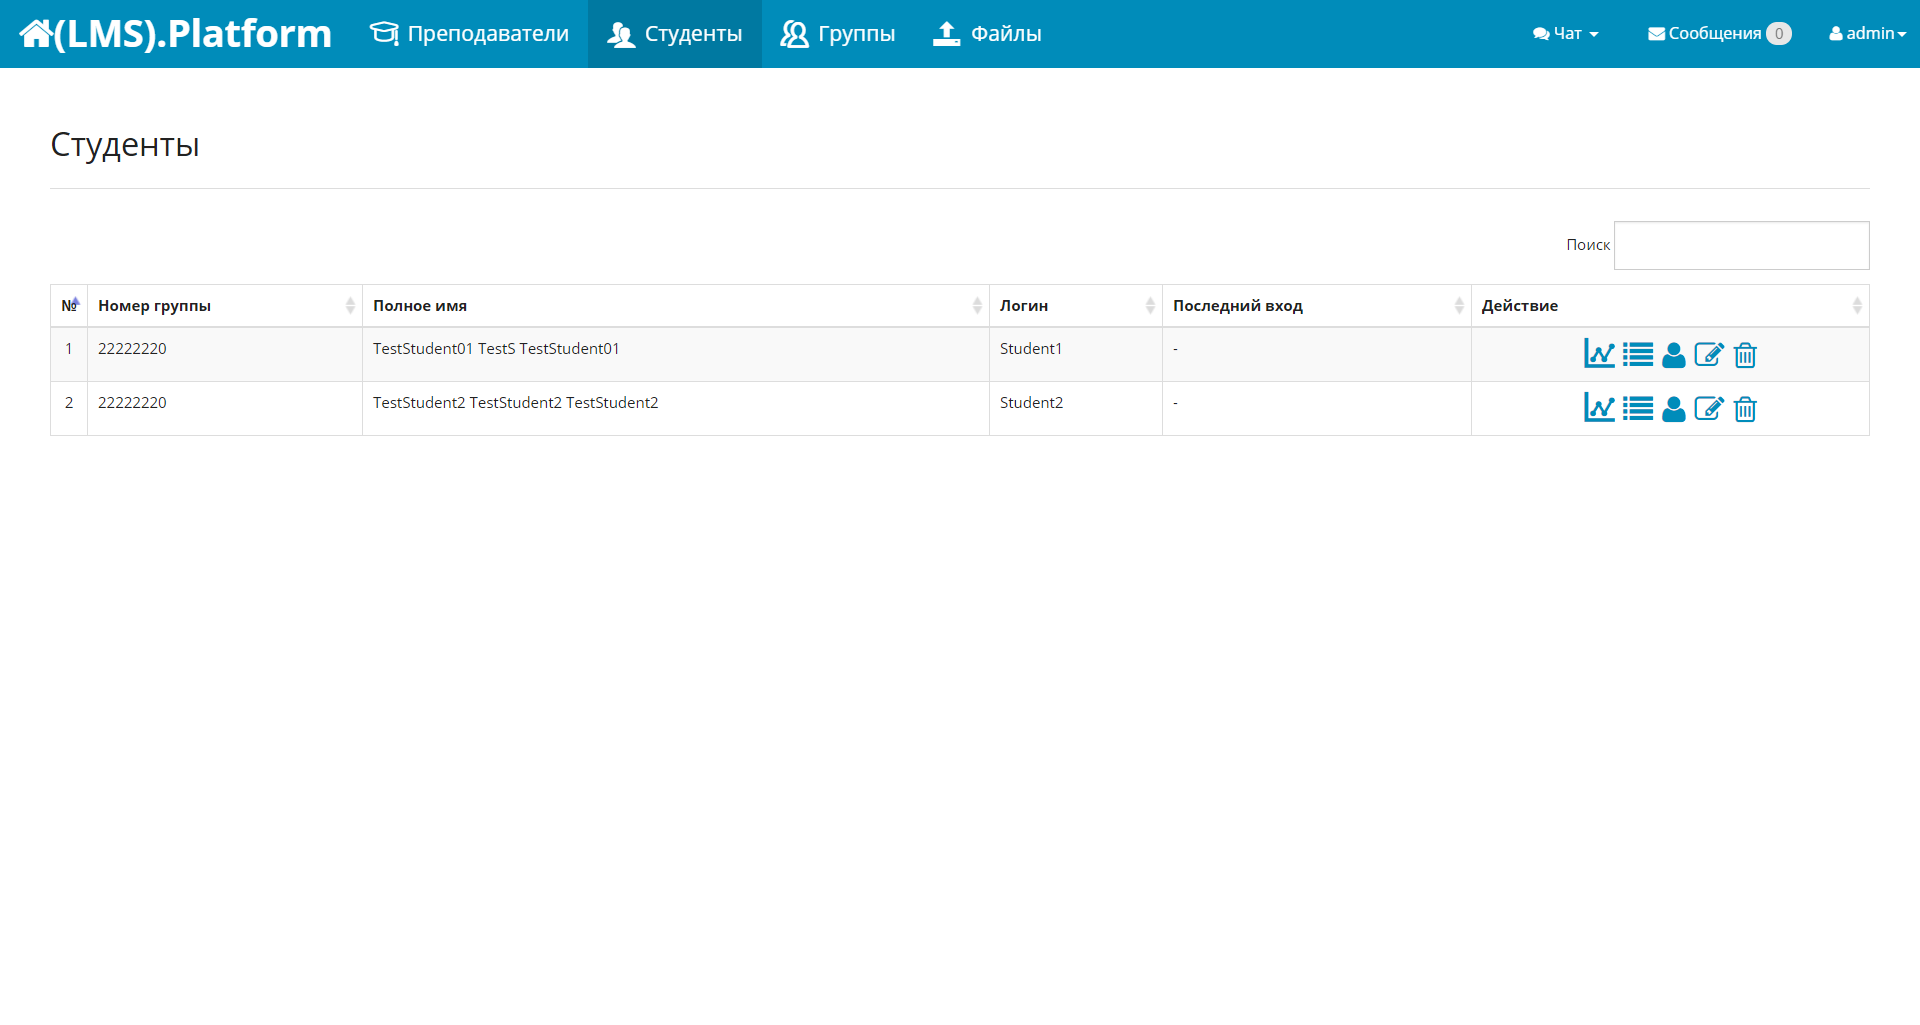 (LMS).Platform Преподаватели Студенты Группы Файлы Чат Сообщения 0 admin
Студенты
Поиск
№ Номер группы Полное имя Логин Последний вход Действие
1 22222220 TestStudent01 TestS TestStudent01 Student1 -
2 22222220 TestStudent2 TestStudent2 TestStudent2 Student2 -